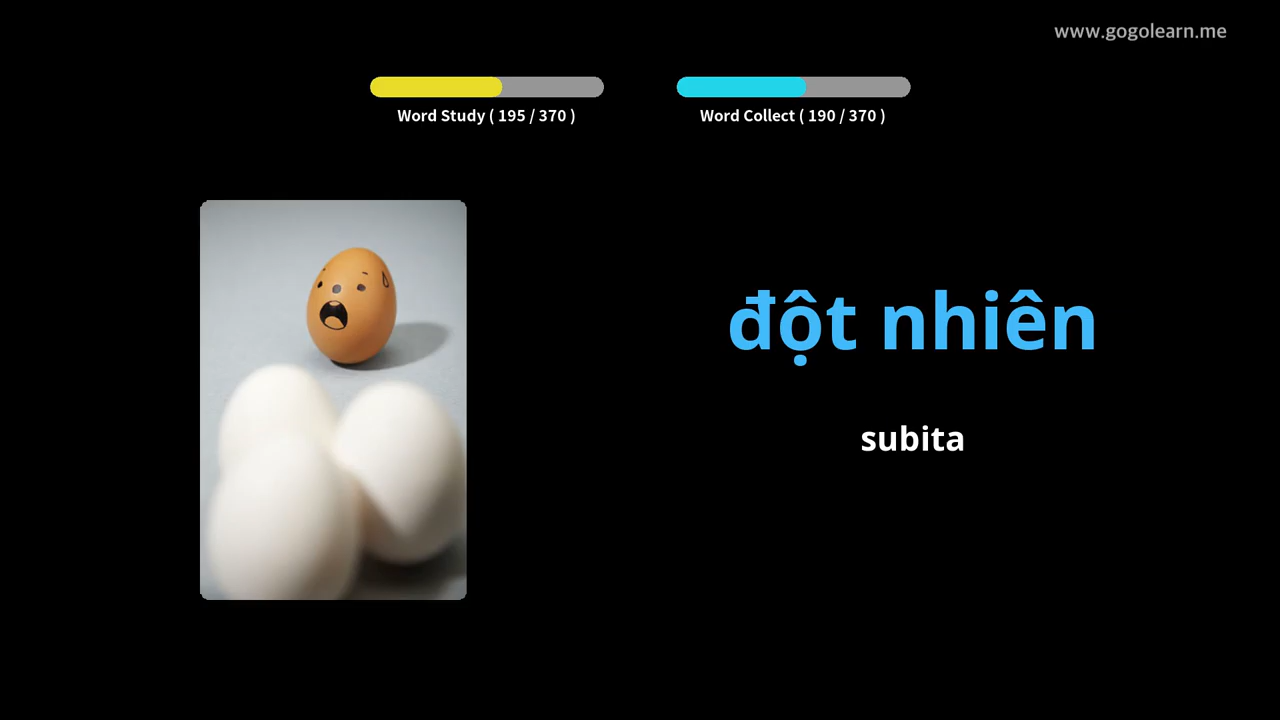 www.gogolearn.me
Word Study ( 195 / 370 )
Word Collect ( 190 / 370 )
đột nhiên
subita